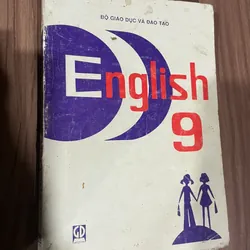 BỘ GIÁO DỤC VÀ ĐÀO TẠO
English
9